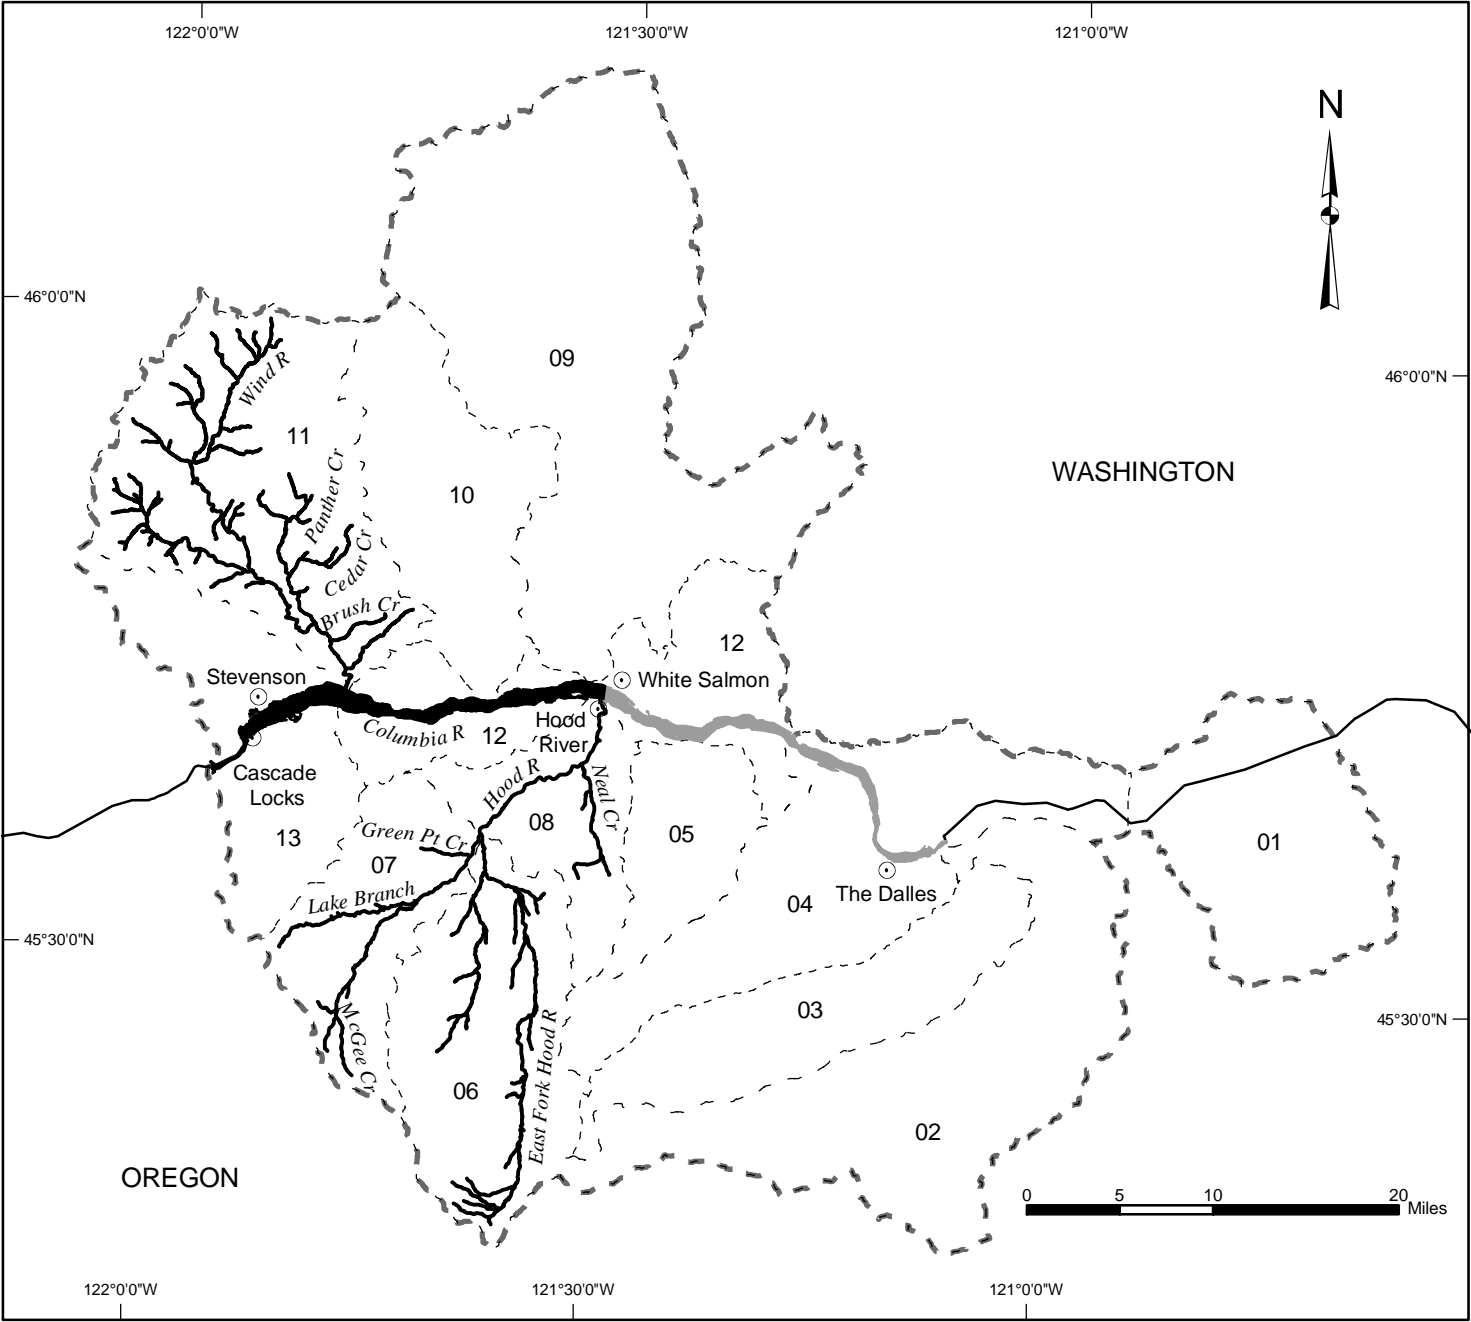 122°0'0"W
121°30'0"W
121°0'0"W
N
46°0'0"N
Wind R
09
46°0'0"N
11
WASHINGTON
Panther Cr
10
Cedar Cr
Brush Cr
12
Stevenson
White Salmon
Columbia R
12
Hood
River
Cascade
Locks
Hood R
Neal Cr
13
Green Pt Cr
08
05
01
07
Lake Branch
The Dalles
04
45°30'0"N
03
45°30'0"N
McGee Cr
East Fork Hood R
06
02
OREGON
0 5 10 20
Miles
122°0'0"W
121°30'0"W
121°0'0"W